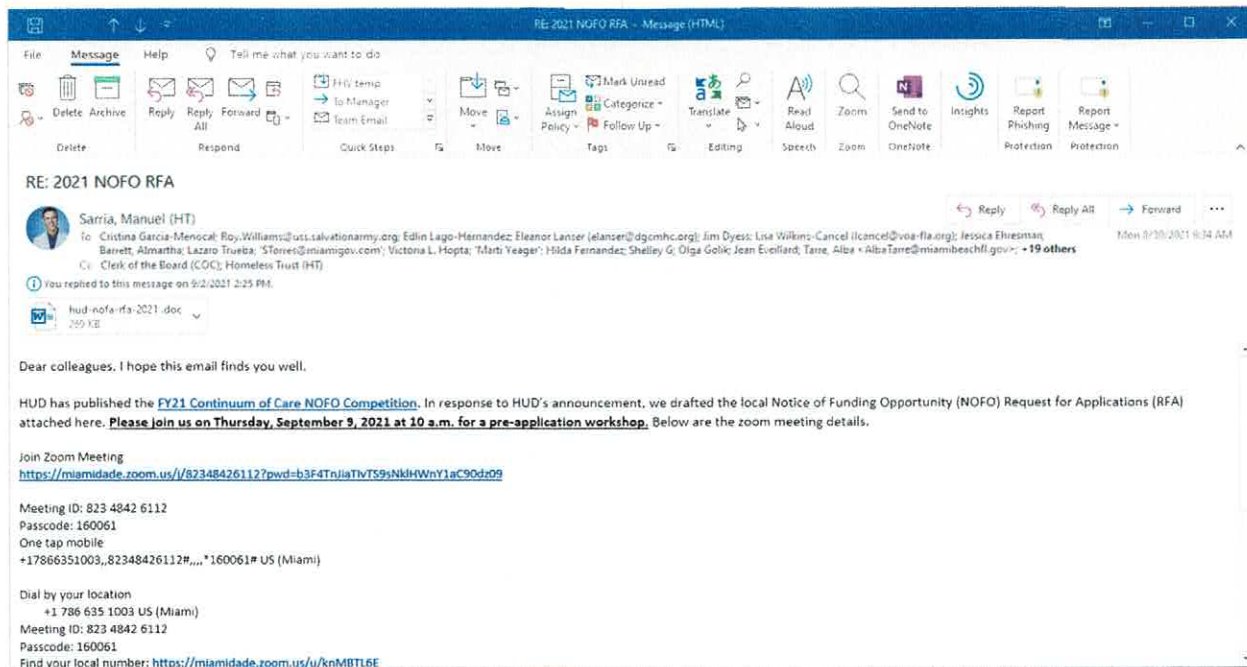 RE: 2021 NOFO RFA - Message (HTML)
File Message Help Tell me what you want to do
Delete Archive Reply Reply All Forward
FHV temp
To Manager
Team Email
Move Assign Policy Mark Unread
Categorize
Follow Up
Translate Read Aloud Zoom Send to OneNote Insights Report Phishing Report Message
Delete Respond Quick Steps Move Tags Editing Speech Zoom OneNote Protection Protection
RE: 2021 NOFO RFA
Sarria, Manuel (HT)
Reply Reply All Forward
To Cristina Garcia-Menocal; Roy.Williams@uss.salvationarmy.org; Edlin Lago-Hernandez; Eleanor Lanser (elanser@dgcmhc.org); Jim Dyess; Lisa Wilkins-Cancel (lcancel@voa-fla.org); Jessica Ehresman;
Mon 8/30/2021 AM
Barrett, Almartha; Lazaro Trueba; 'STorres@miamigov.com'; Victoria L. Hopta; 'Marti Yeager'; Hilda Fernandez; Shelley G; Olga Golik; Jean Eveillard; Tarre, Alba <AlbaTarre@miamibeachfl.gov>; +19 others
Cc Clerk of the Board (COC); Homeless Trust (HT)
You replied to this message on 9/2/2021 2:25 PM.
hud-nofa-rfa-2021 .doc
KB
Dear colleagues, I hope this email finds you well.
HUD has published the FY21 Continuum of Care NOFO Competition. In response to HUD's announcement, we drafted the local Notice of Funding Opportunity (NOFO) Request for Applications (RFA)
attached here. Please join us on Thursday, September 9, 2021 at 10 a.m. for a pre-application workshop. Below are the zoom meeting details.
Join Zoom Meeting
https://miamidade.zoom.us/j/82348426112?pwd=b3F4TnJiaTlvTS9sNklHWnY1aC90dz09
Meeting ID: 823 4842 6112
Passcode: 160061
One tap mobile
+17866351003,,82348426112#,,,,*160061# US (Miami)
Dial by your location
+1 786 635 1003 US (Miami)
Meeting ID: 823 4842 6112
Passcode: 160061
Find your local number: https://miamidade.zoom.us/u/knMBTL6E